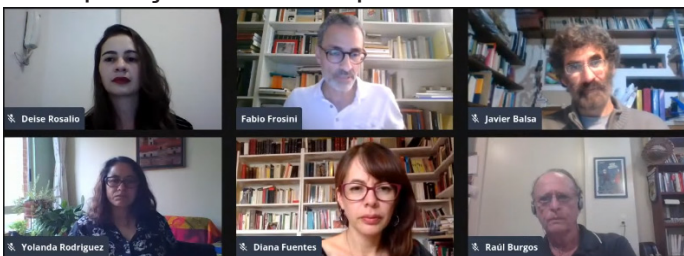 Deise Rosalio
Fabio Frosini
Javier Balsa
Yolanda Rodriguez
Diana Fuentes
Raúl Burgos